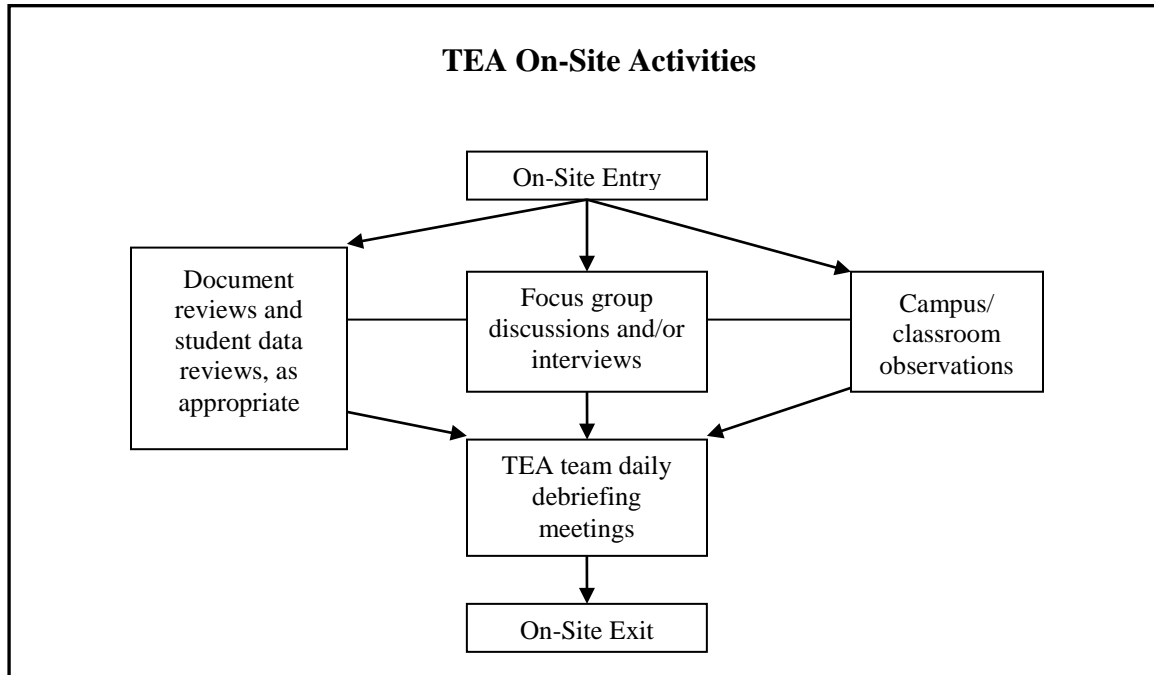 TEA On-Site Activities
On-Site Entry
Document
reviews and
student data
reviews, as
appropriate
Focus group
discussions and/or
interviews
Campus/
classroom
observations
TEA team daily
debriefing
meetings
On-Site Exit